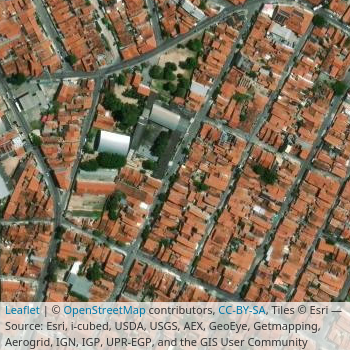 Leaflet | © OpenStreetMap contributors, CC-BY-SA, Tiles © Esri —
Source: Esri, i-cubed, USDA, USGS, AEX, GeoEye, Getmapping,
Aerogrid, IGN, IGP, UPR-EGP, and the GIS User Community